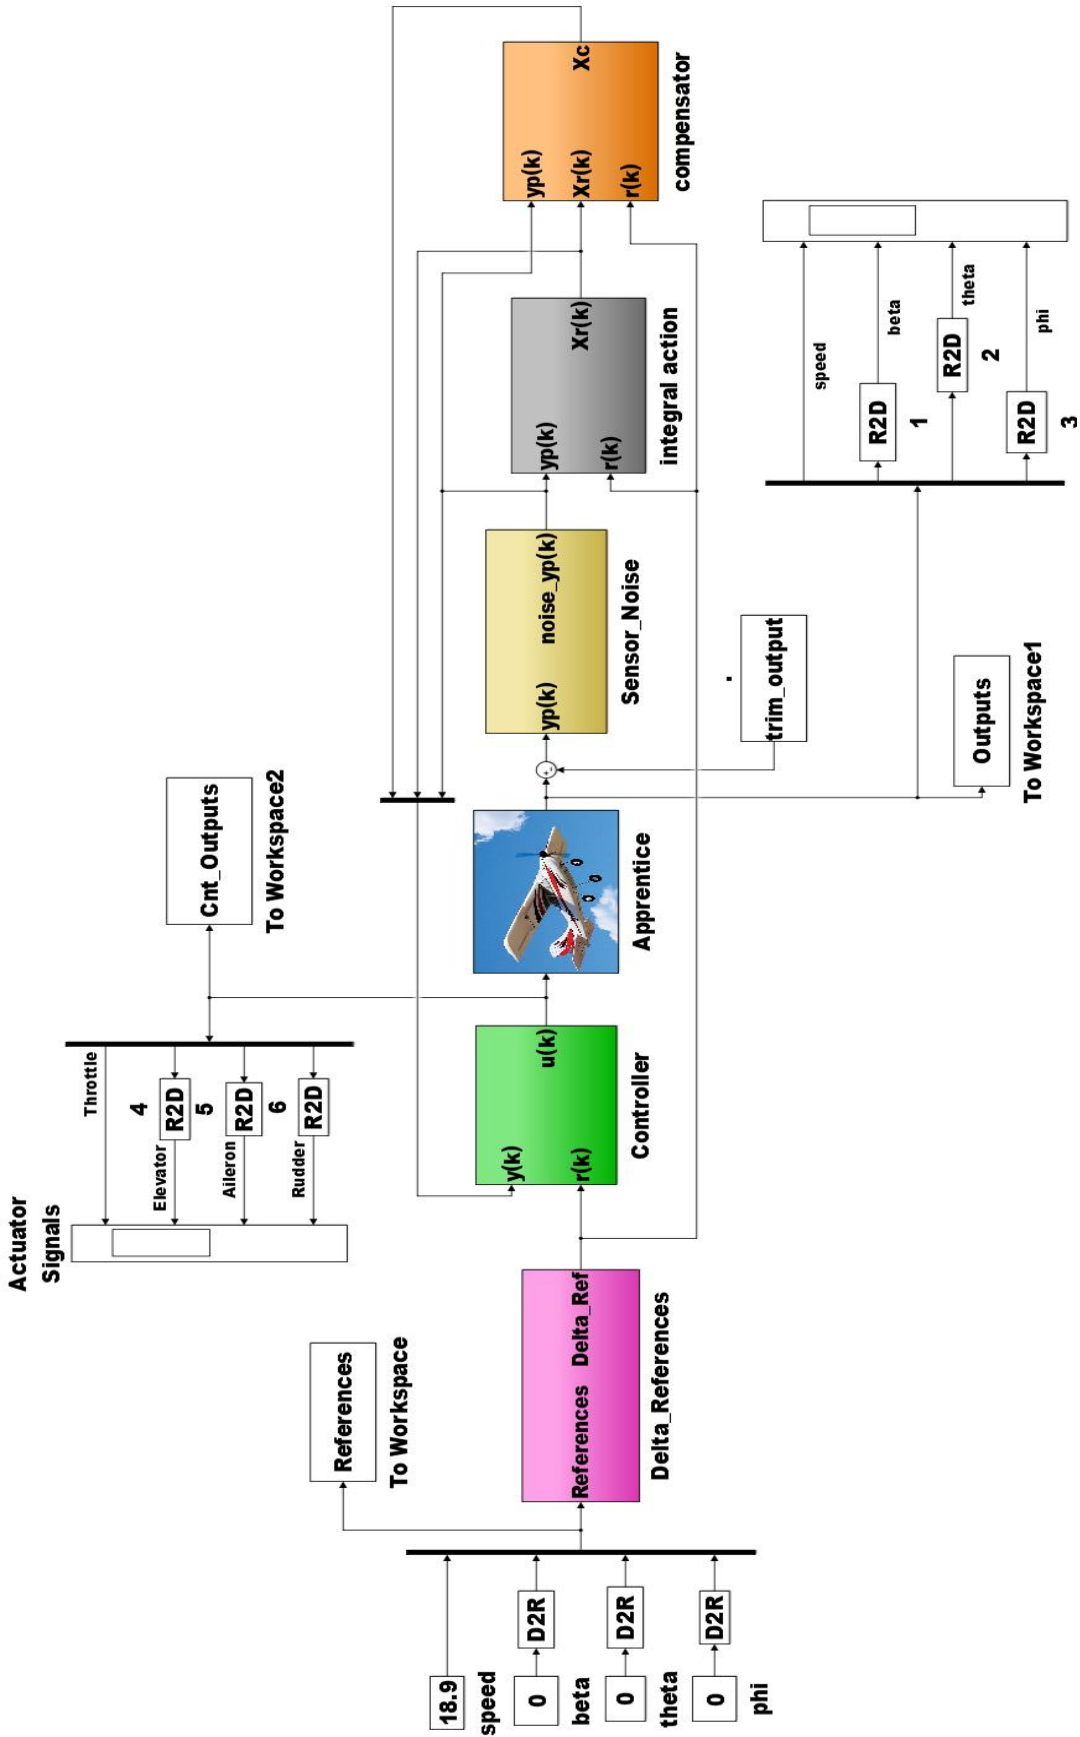 18.9
speed
0
beta
0
theta
0
phi
D2R
D2R
D2R
References
To Workspace
References Delta_Ref
Delta_References
Actuator
Signals
Throttle
Elevator
Aileron
Rudder
4
R2D
5
R2D
6
R2D
y(k)
r(k)
u(k)
Controller
Cnt_Outputs
To Workspace2
Apprentice
+
-
trim_output
Outputs
To Workspace1
yp(k)
noise_yp(k)
Sensor_Noise
yp(k)
r(k)
Xr(k)
integral action
yp(k)
Xr(k)
r(k)
Xc
compensator
R2D
1
R2D
2
R2D
3
speed
beta
theta
phi